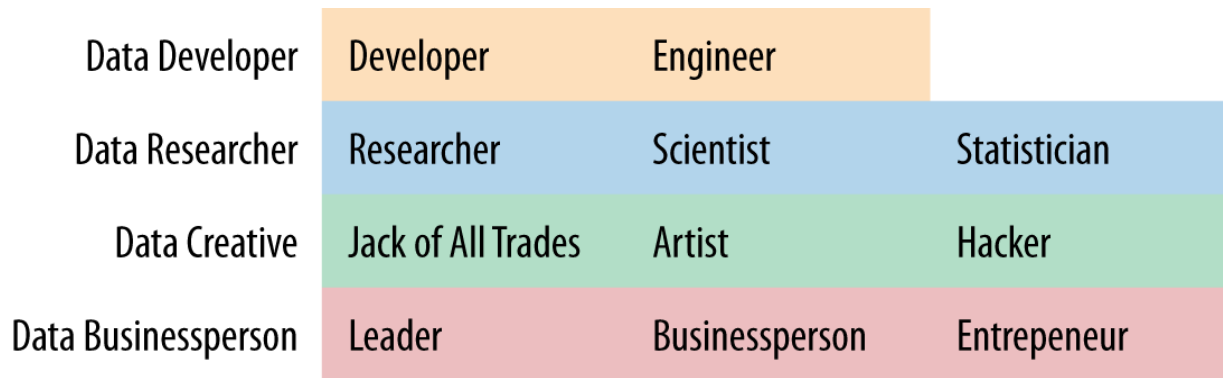 Data Developer Developer Engineer
Data Researcher Researcher Scientist Statistician
Data Creative Jack of All Trades Artist Hacker
Data Businessperson Leader Businessperson Entrepeneur